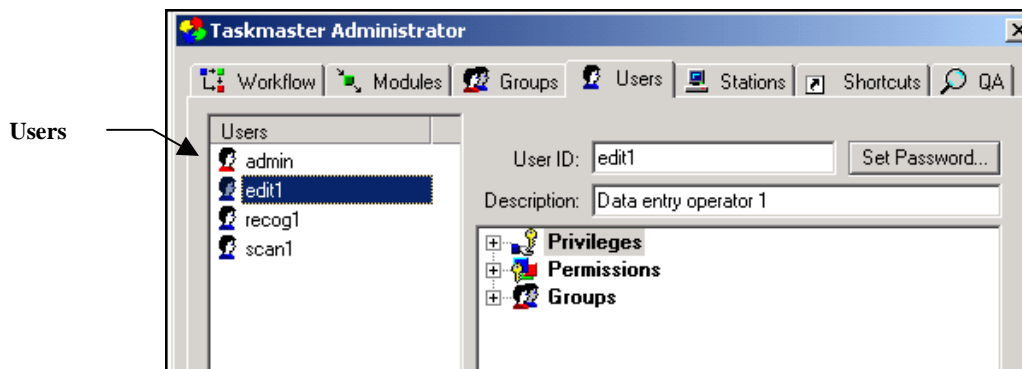 Taskmaster Administrator
Workflow Modules Groups Users Stations Shortcuts QA
Users
Users
admin
edit1
recog1
scan1
User ID: edit1 Set Password...
Description: Data entry operator 1
Privileges
Permissions
Groups